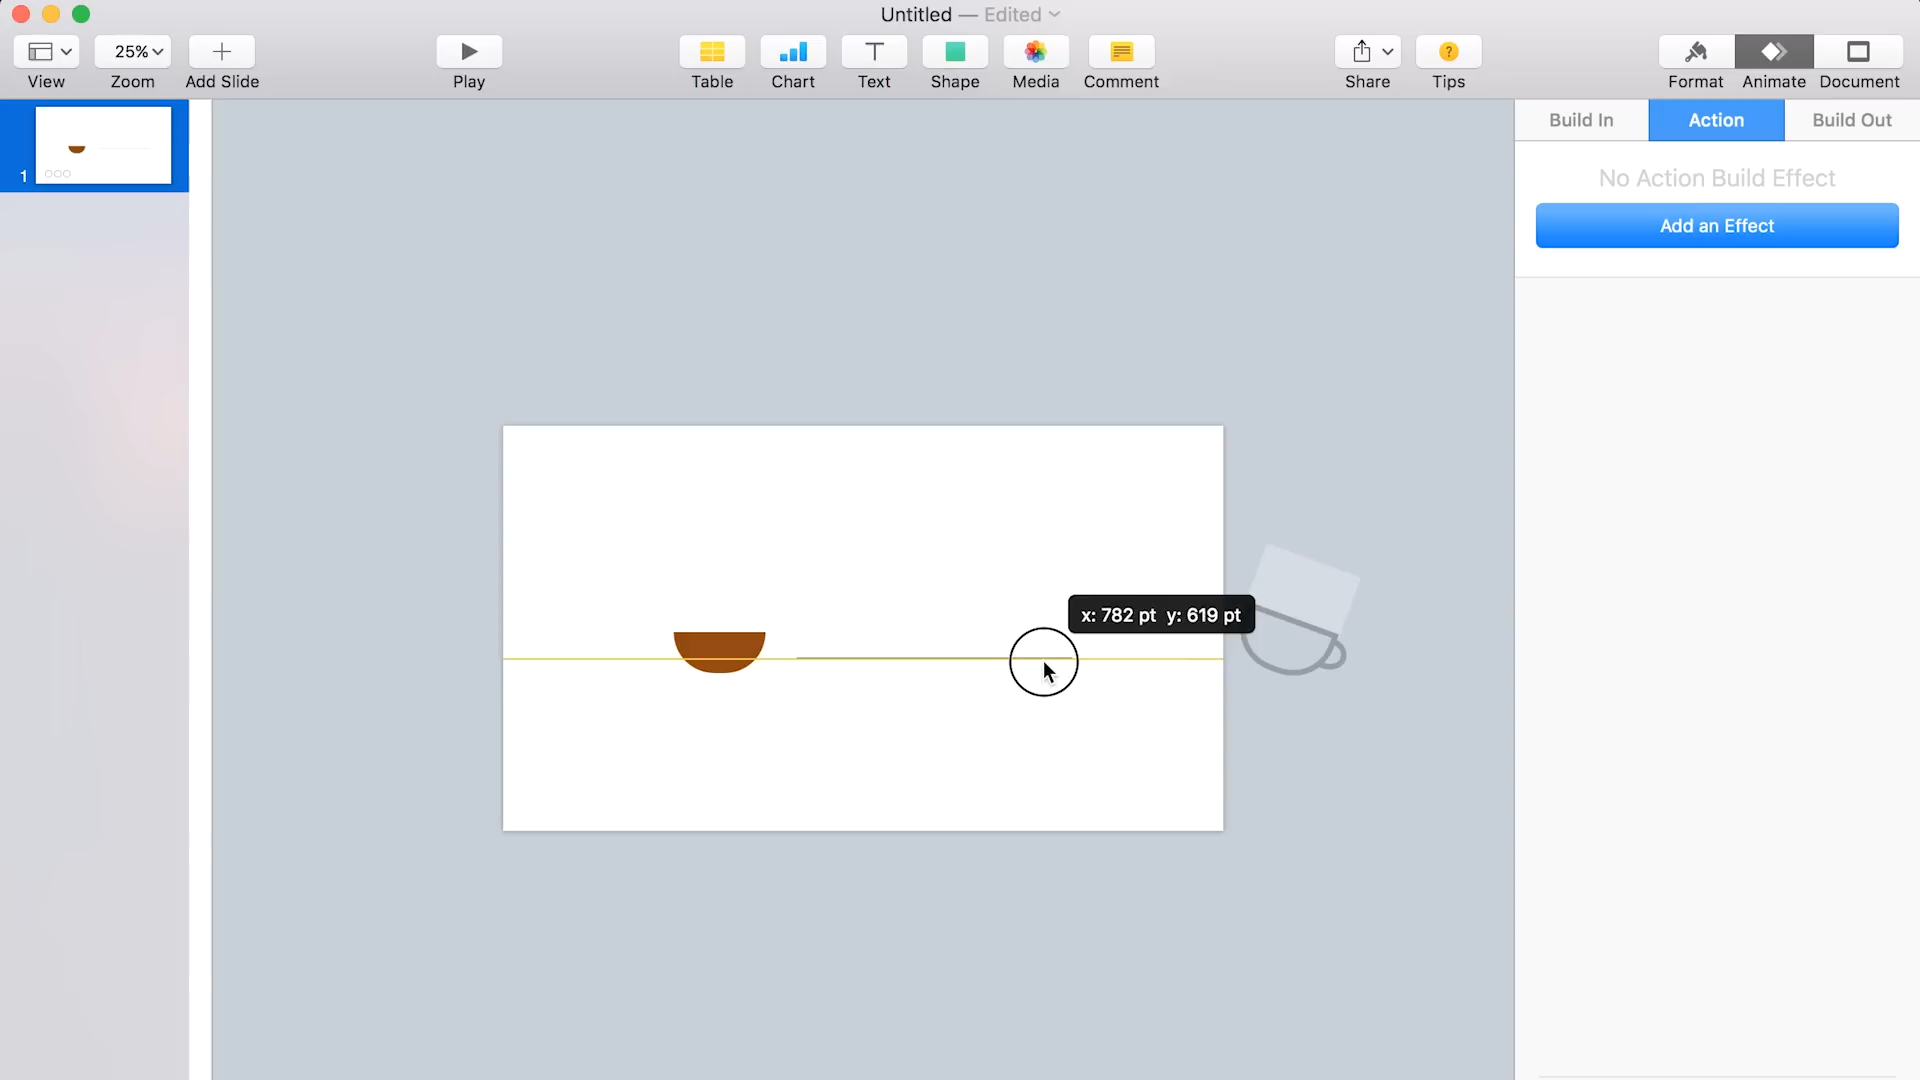 Untitled — Edited
25%
View
Zoom
Add Slide
Play
Table
Chart
Text
Shape
Media
Comment
Share
?
Tips
Format
Animate
Document
Build In
Action
Build Out
1
No Action Build Effect
Add an Effect
x: 782 pt y: 619 pt